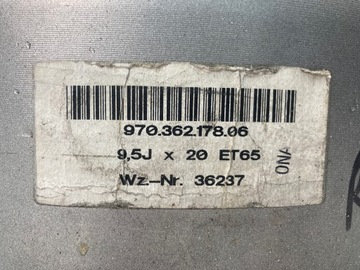 970.362.178.06
9,5J x 20 ET65
Wz.-Nr. 36237
ONA